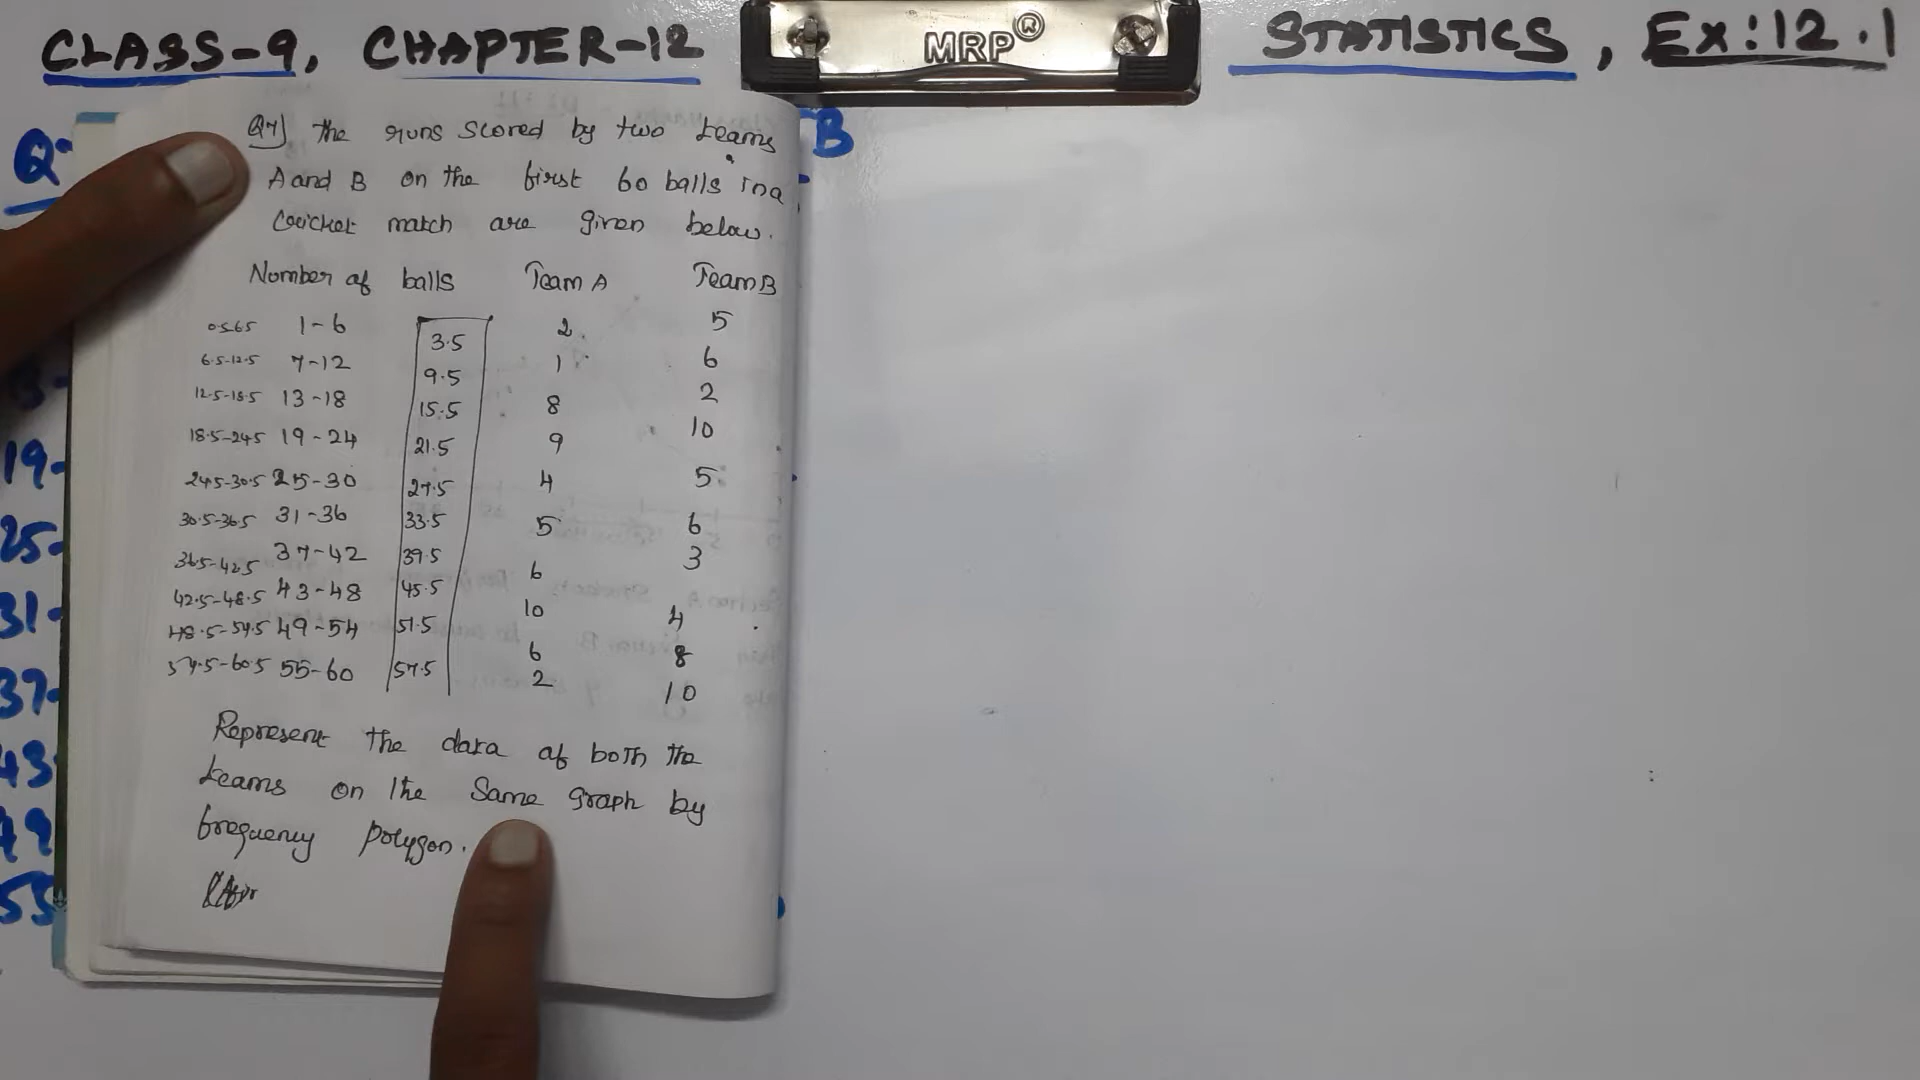 CLASS-9, CHAPTER-12
MRP®
STATISTICS, Ex:12.1
Q7) The runs scored by two teams
A and B on the first 60 balls in a
Cricket match are given below.
Number of balls Team A Team B
0.5-6.5 1-6 3.5 2 5
6.5-12.5 7-12 9.5 1 6
12.5-18.5 13-18 15.5 8 2
18.5-24.5 19-24 21.5 9 10
24.5-30.5 25-30 27.5 4 5
30.5-36.5 31-36 33.5 5 6
36.5-42.5 37-42 39.5 6 3
42.5-48.5 43-48 45.5 10 4
48.5-54.5 49-54 51.5 6 8
54.5-60.5 55-60 57.5 2 10
Represent the data of both the
teams on the same graph by
frequency polygon.
B
19-
25-
31-
37-
43-
49
55